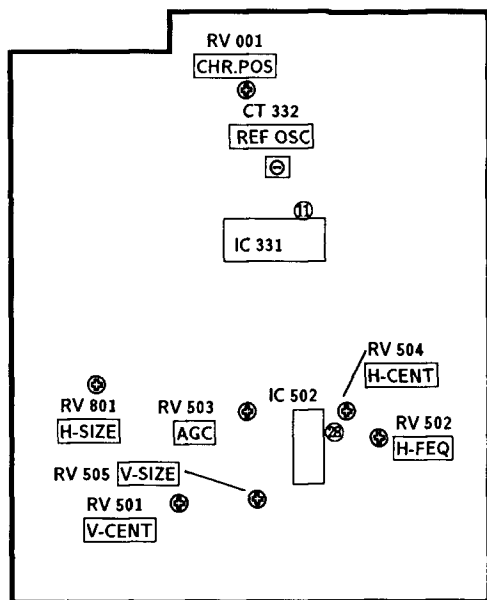 RV 001
CHR.POS
CT 332
REF OSC
11
IC 331
RV 504
H-CENT
IC 502
RV 801
H-SIZE
RV 503
AGC
28
RV 502
H-FEQ
RV 505 V-SIZE
RV 501
V-CENT